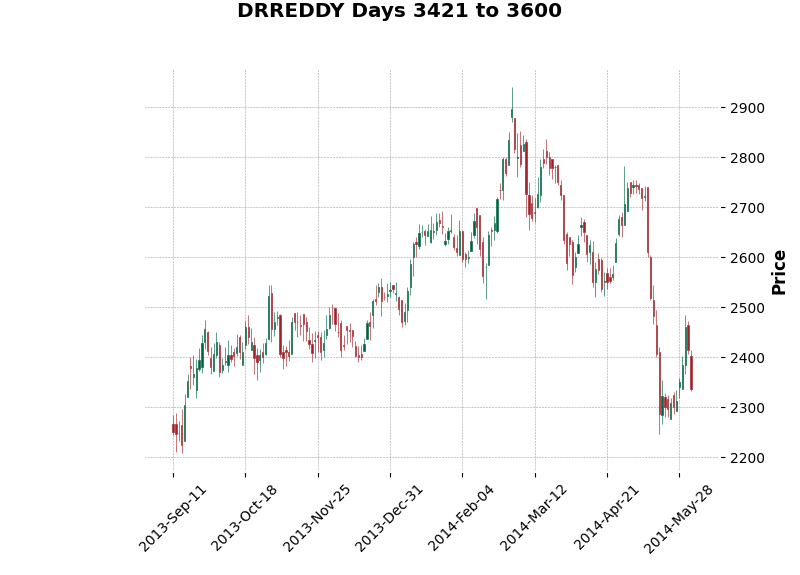 DRREDDY Days 3421 to 3600
2900
2800
2700
2600
2500
2400
2300
2200
Price
2013-Sep-11
2013-Oct-18
2013-Nov-25
2013-Dec-31
2014-Feb-04
2014-Mar-12
2014-Apr-21
2014-May-28